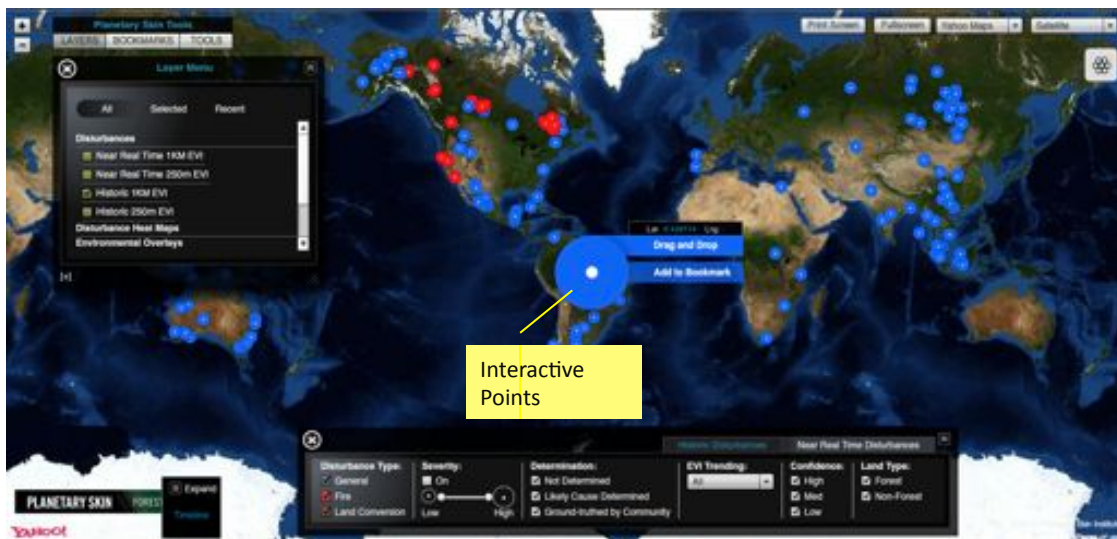 Planetary Skin Tools
LAYERS BOOKMARKS TOOLS
Print Screen Fullscreen Yahoo Maps Satellite
Layer Menu
All Selected Recent
Disturbances
Near Real Time 1KM EVI
Near Real Time 250m EVI
Historic 1KM EVI
Historic 250m EVI
Disturbance Heat Maps
Environmental Overlays
[+]
Lat Lng
Drag and Drop
Add to Bookmark
Interactive
Points
Historic Disturbances Near Real Time Disturbances
Disturbance Type: Severity: Determination: EVI Trending: Confidence: Land Type:
General On Not Determined All High Forest
Fire Likely Cause Determined Med Non-Forest
Land Conversion Low High Ground-truthed by Community Low
Expand
PLANETARY SKIN FOREST
Timeline
YAHOO!